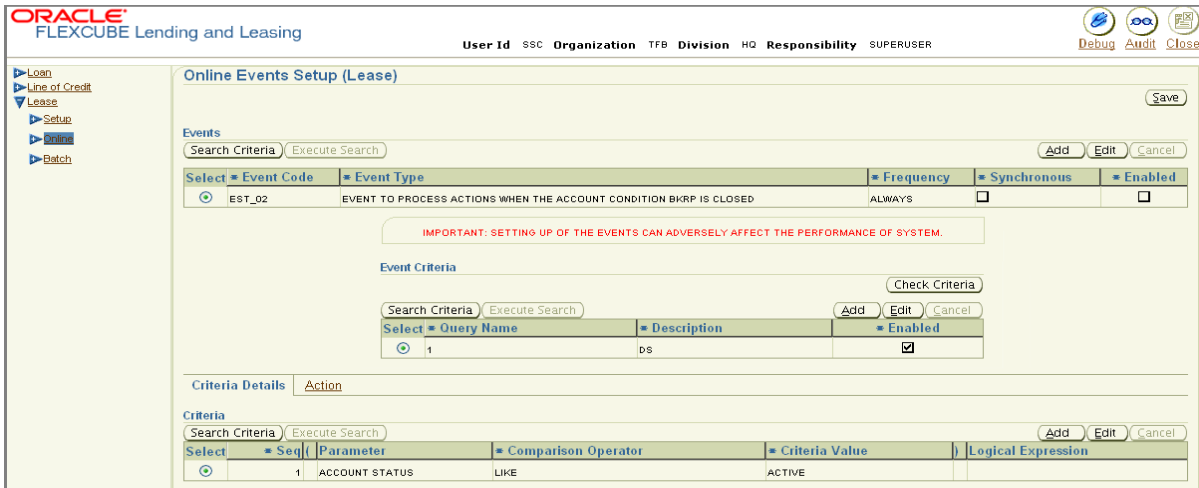 ORACLE
FLEXCUBE Lending and Leasing
User Id SSC Organization TFB Division HQ Responsibility SUPERUSER
Debug Audit Close
Loan
Line of Credit
Lease
Setup
Online
Batch
Online Events Setup (Lease)
Save
Events
Search Criteria Execute Search Add Edit Cancel
Select * Event Code * Event Type * Frequency * Synchronous * Enabled
EST_02 EVENT TO PROCESS ACTIONS WHEN THE ACCOUNT CONDITION BKRP IS CLOSED ALWAYS
IMPORTANT: SETTING UP OF THE EVENTS CAN ADVERSELY AFFECT THE PERFORMANCE OF SYSTEM.
Event Criteria
Check Criteria
Search Criteria Execute Search Add Edit Cancel
Select * Query Name * Description * Enabled
1 DS
Criteria Details Action
Criteria
Search Criteria Execute Search Add Edit Cancel
Select * Seq ( Parameter * Comparison Operator * Criteria Value ) Logical Expression
1 ACCOUNT STATUS LIKE ACTIVE